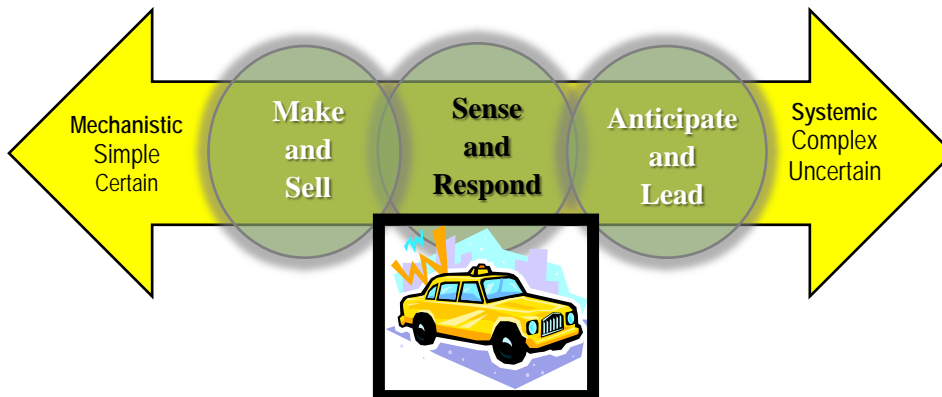 Mechanistic
Simple
Certain
Make
and
Sell
Sense
and
Respond
Anticipate
and
Lead
Systemic
Complex
Uncertain